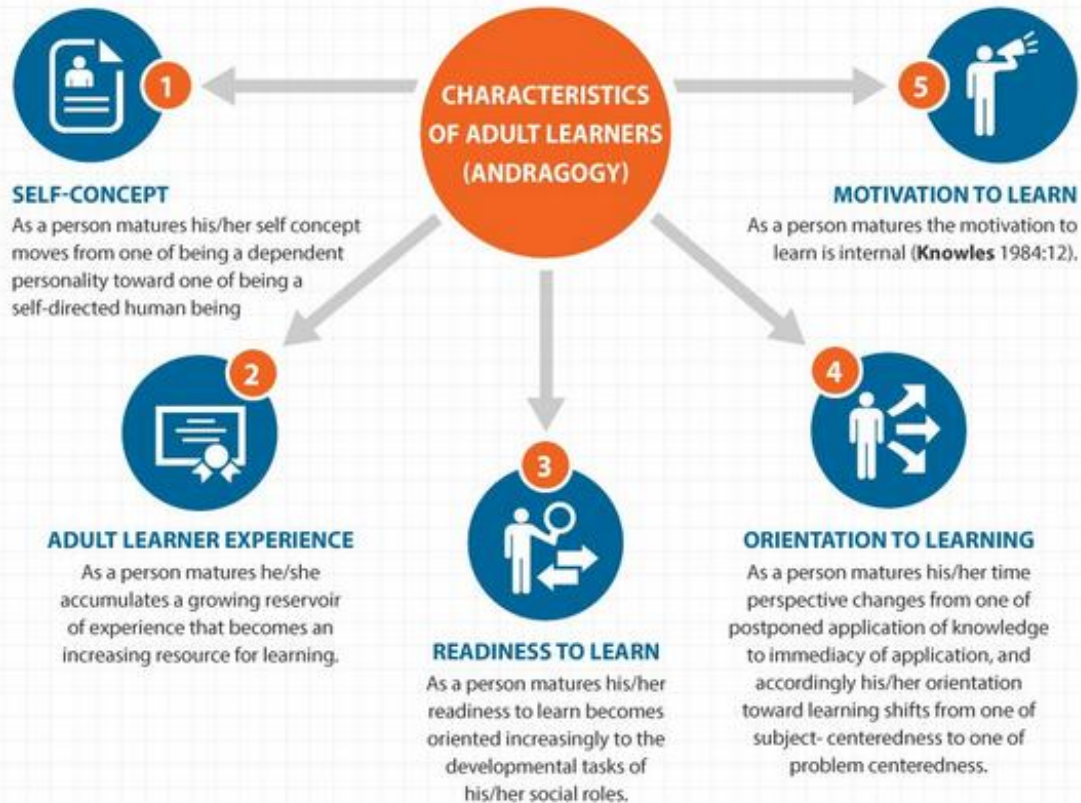 CHARACTERISTICS
OF ADULT LEARNERS
(ANDRAGOGY)
1
SELF-CONCEPT
As a person matures his/her self concept
moves from one of being a dependent
personality toward one of being a
self-directed human being
2
ADULT LEARNER EXPERIENCE
As a person matures he/she
accumulates a growing reservoir
of experience that becomes an
increasing resource for learning.
3
READINESS TO LEARN
As a person matures his/her
readiness to learn becomes
oriented increasingly to the
developmental tasks of
his/her social roles.
4
ORIENTATION TO LEARNING
As a person matures his/her time
perspective changes from one of
postponed application of knowledge
to immediacy of application, and
accordingly his/her orientation
toward learning shifts from one of
subject- centeredness to one of
problem centeredness.
5
MOTIVATION TO LEARN
As a person matures the motivation to
learn is internal (Knowles 1984:12).